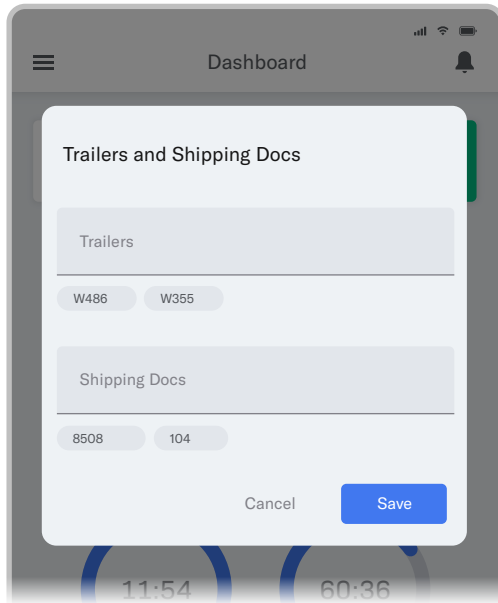 Dashboard
Trailers and Shipping Docs
Trailers
W486 W355
Shipping Docs
8508 104
Cancel Save
11:54 60:36